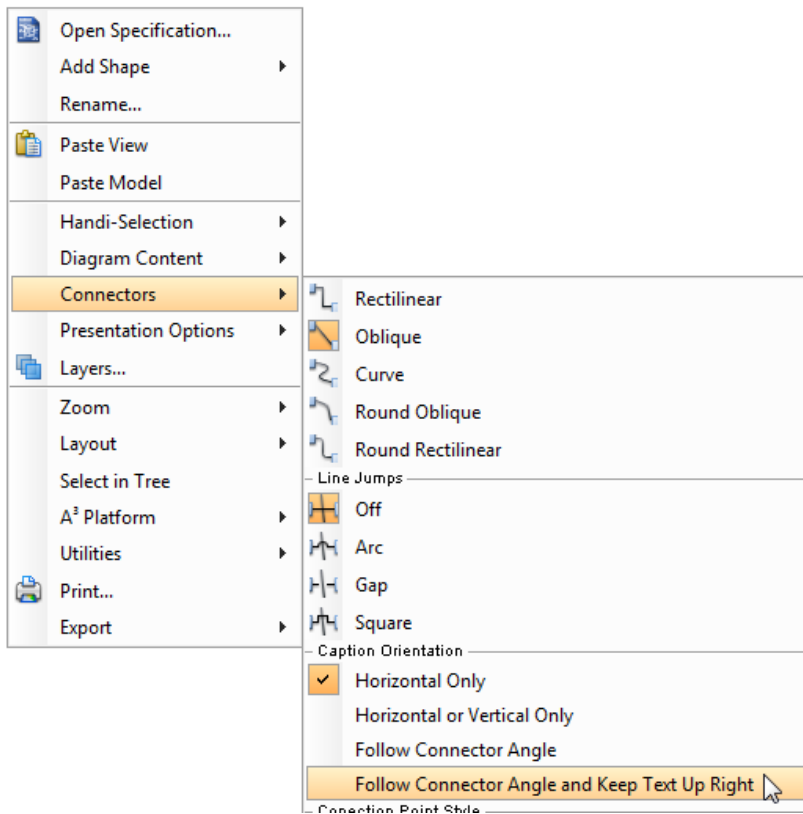 Open Specification...
Add Shape
Rename...
Paste View
Paste Model
Handi-Selection
Diagram Content
Connectors
Presentation Options
Layers...
Zoom
Layout
Select in Tree
A³ Platform
Utilities
Print...
Export
Rectilinear
Oblique
Curve
Round Oblique
Round Rectilinear
Line Jumps
Off
Arc
Gap
Square
Caption Orientation
Horizontal Only
Horizontal or Vertical Only
Follow Connector Angle
Follow Connector Angle and Keep Text Up Right
Conection Point Style